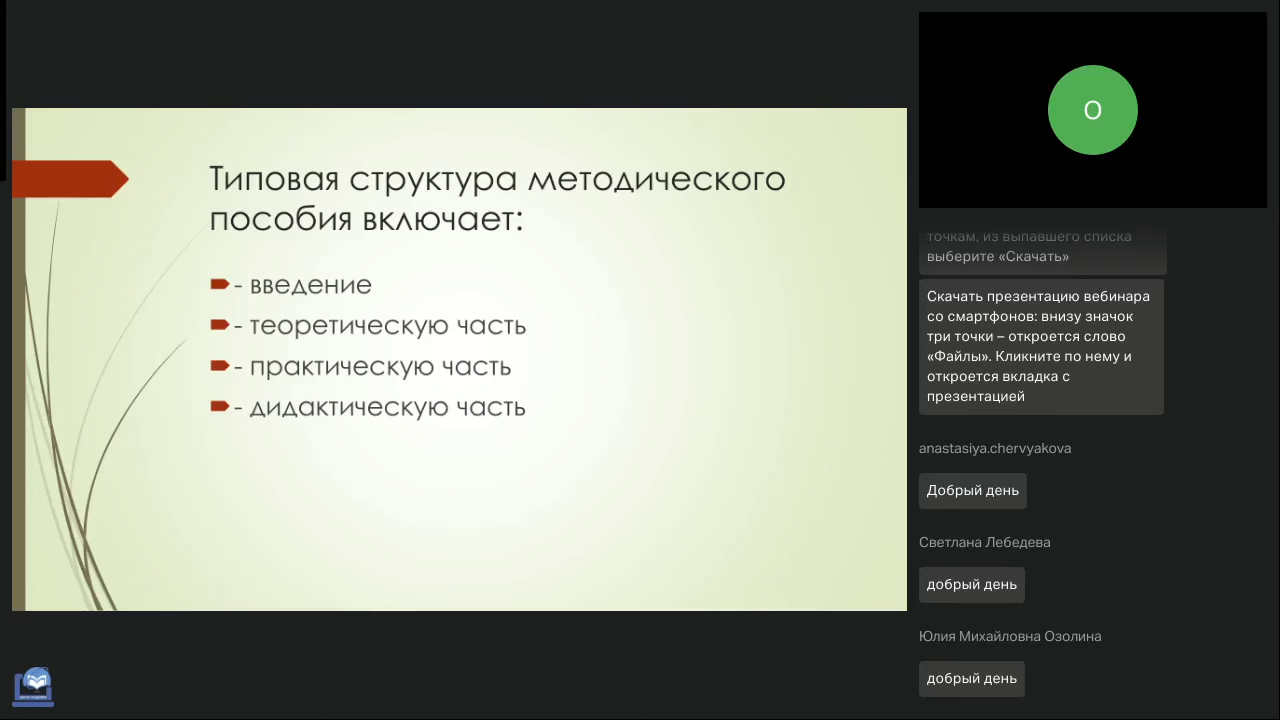 Типовая структура методического
пособия включает:
- введение
- теоретическую часть
- практическую часть
- дидактическую часть
О
точкам, из выпавшего списка
выберите «Скачать»
Скачать презентацию вебинара
со смартфонов: внизу значок
три точки – откроется слово
«Файлы». Кликните по нему и
откроется вкладка с
презентацией
anastasiya.chervyakova
Добрый день
Светлана Лебедева
добрый день
Юлия Михайловна Озолина
добрый день